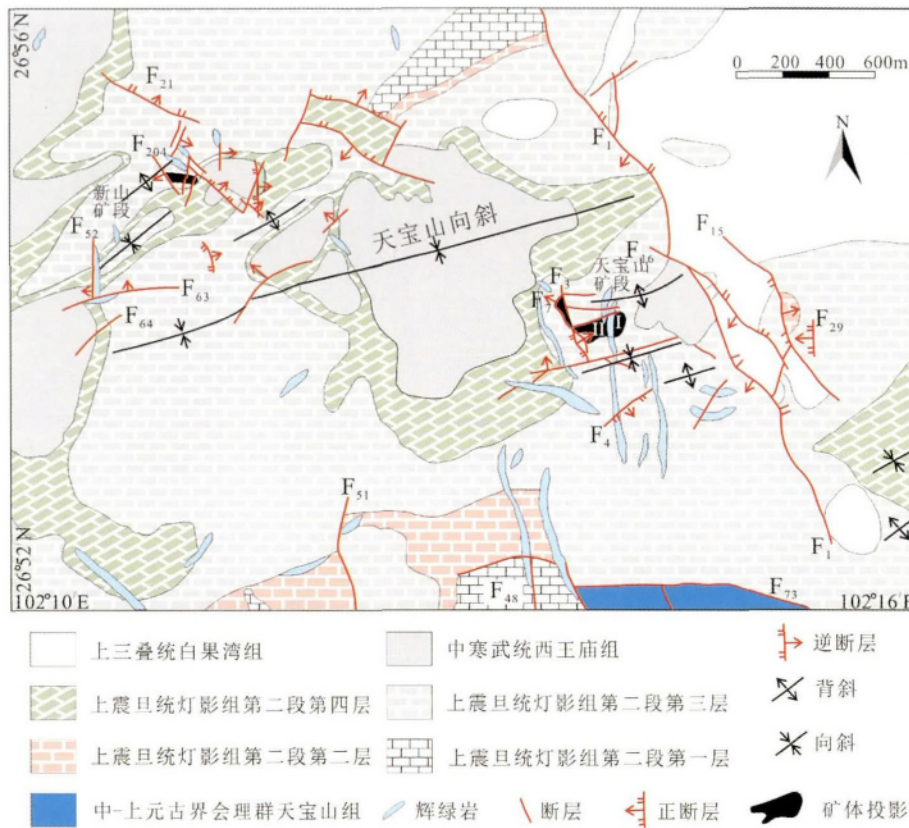 26°56′N
F21
0 200 400 600m
F1
N
F204
新山
矿段
F52
天宝山向斜
F15
F16
天宝山
矿段
F63
F3
F7
F29
II I
F64
F4
F51
26°52′N
F1
F48
F73
102°10′E
102°16′E
上三叠统白果湾组
中寒武统西王庙组
逆断层
上震旦统灯影组第二段第四层
上震旦统灯影组第二段第三层
背斜
上震旦统灯影组第二段第二层
上震旦统灯影组第二段第一层
向斜
中-上元古界会理群天宝山组
辉绿岩
断层
正断层
矿体投影